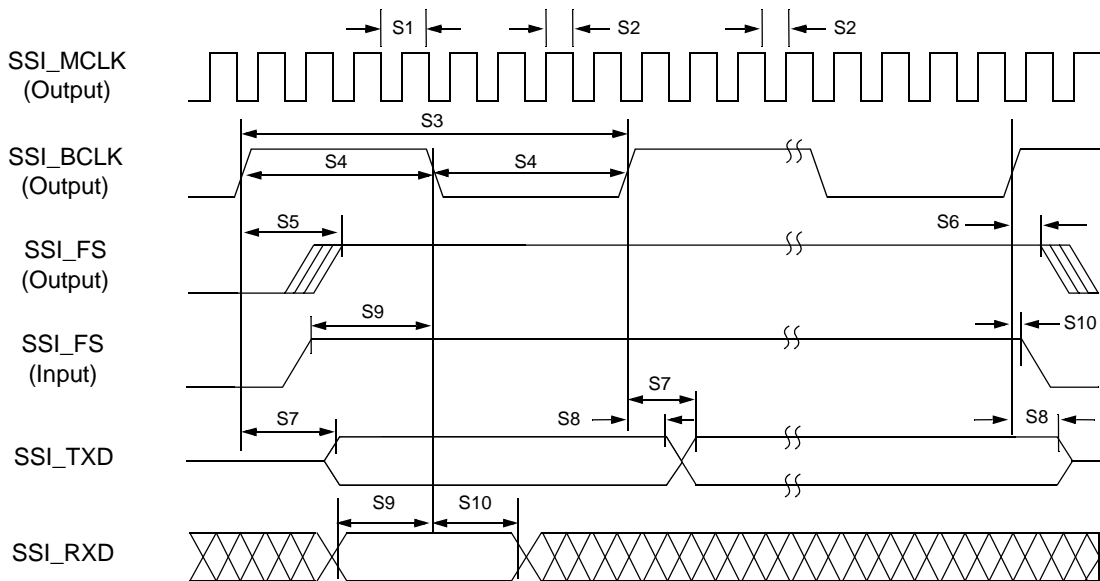 S1
S2
S2
SSI_MCLK
(Output)
S3
SSI_BCLK
(Output)
S4
S4
S5
S6
SSI_FS
(Output)
S9
S10
SSI_FS
(Input)
S7
S8
S7
S8
SSI_TXD
S9
S10
SSI_RXD